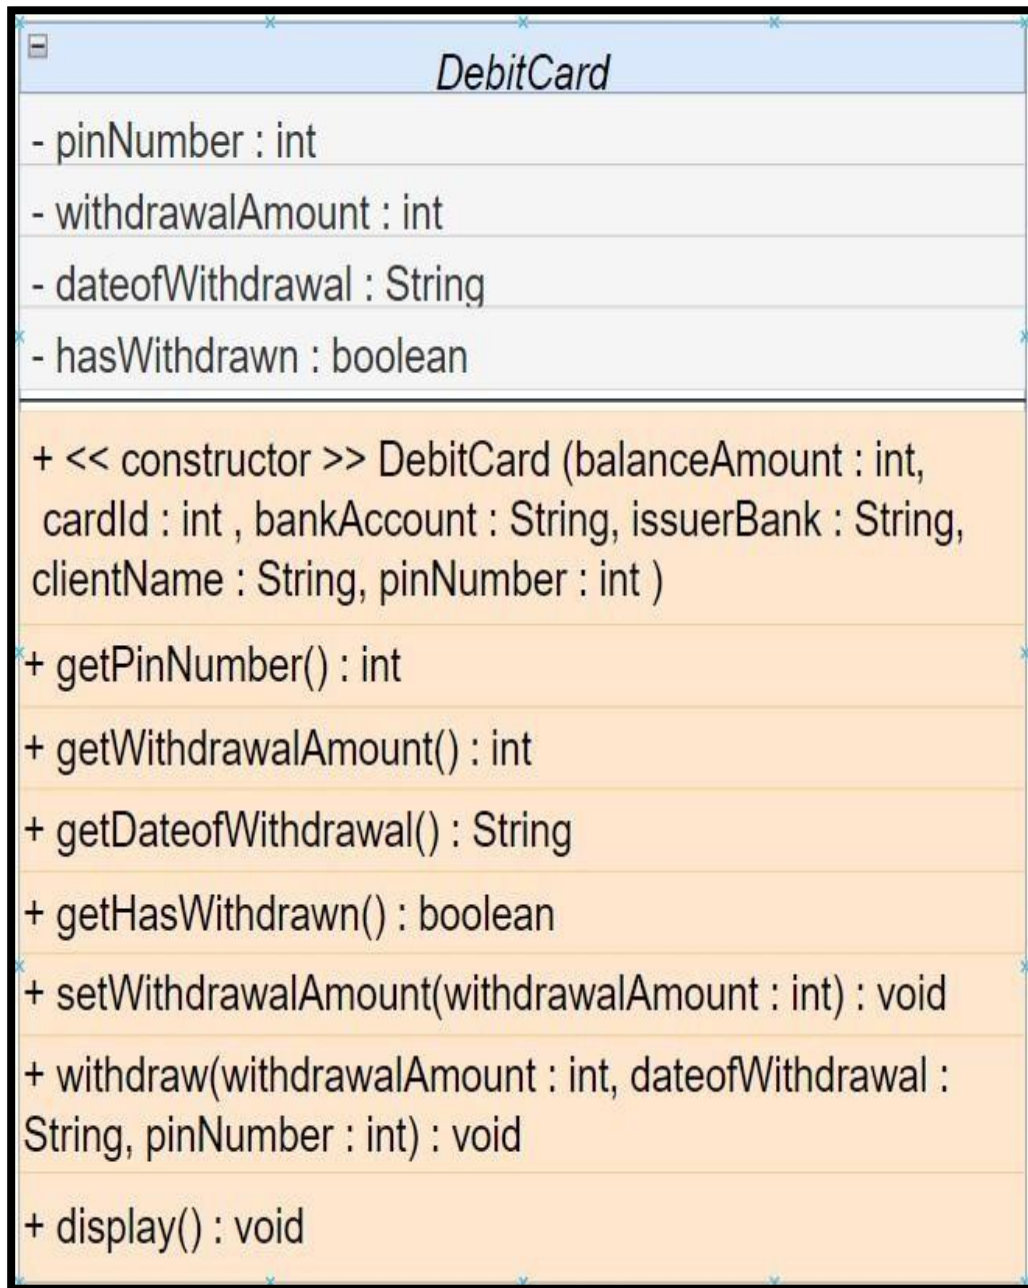 DebitCard
- pinNumber : int
- withdrawalAmount : int
- dateofWithdrawal : String
- hasWithdrawn : boolean
+ << constructor >> DebitCard (balanceAmount : int,
cardId : int , bankAccount : String, issuerBank : String,
clientName : String, pinNumber : int )
+ getPinNumber() : int
+ getWithdrawalAmount() : int
+ getDateofWithdrawal() : String
+ getHasWithdrawn() : boolean
+ setWithdrawalAmount(withdrawalAmount : int) : void
+ withdraw(withdrawalAmount : int, dateofWithdrawal :
String, pinNumber : int) : void
+ display() : void